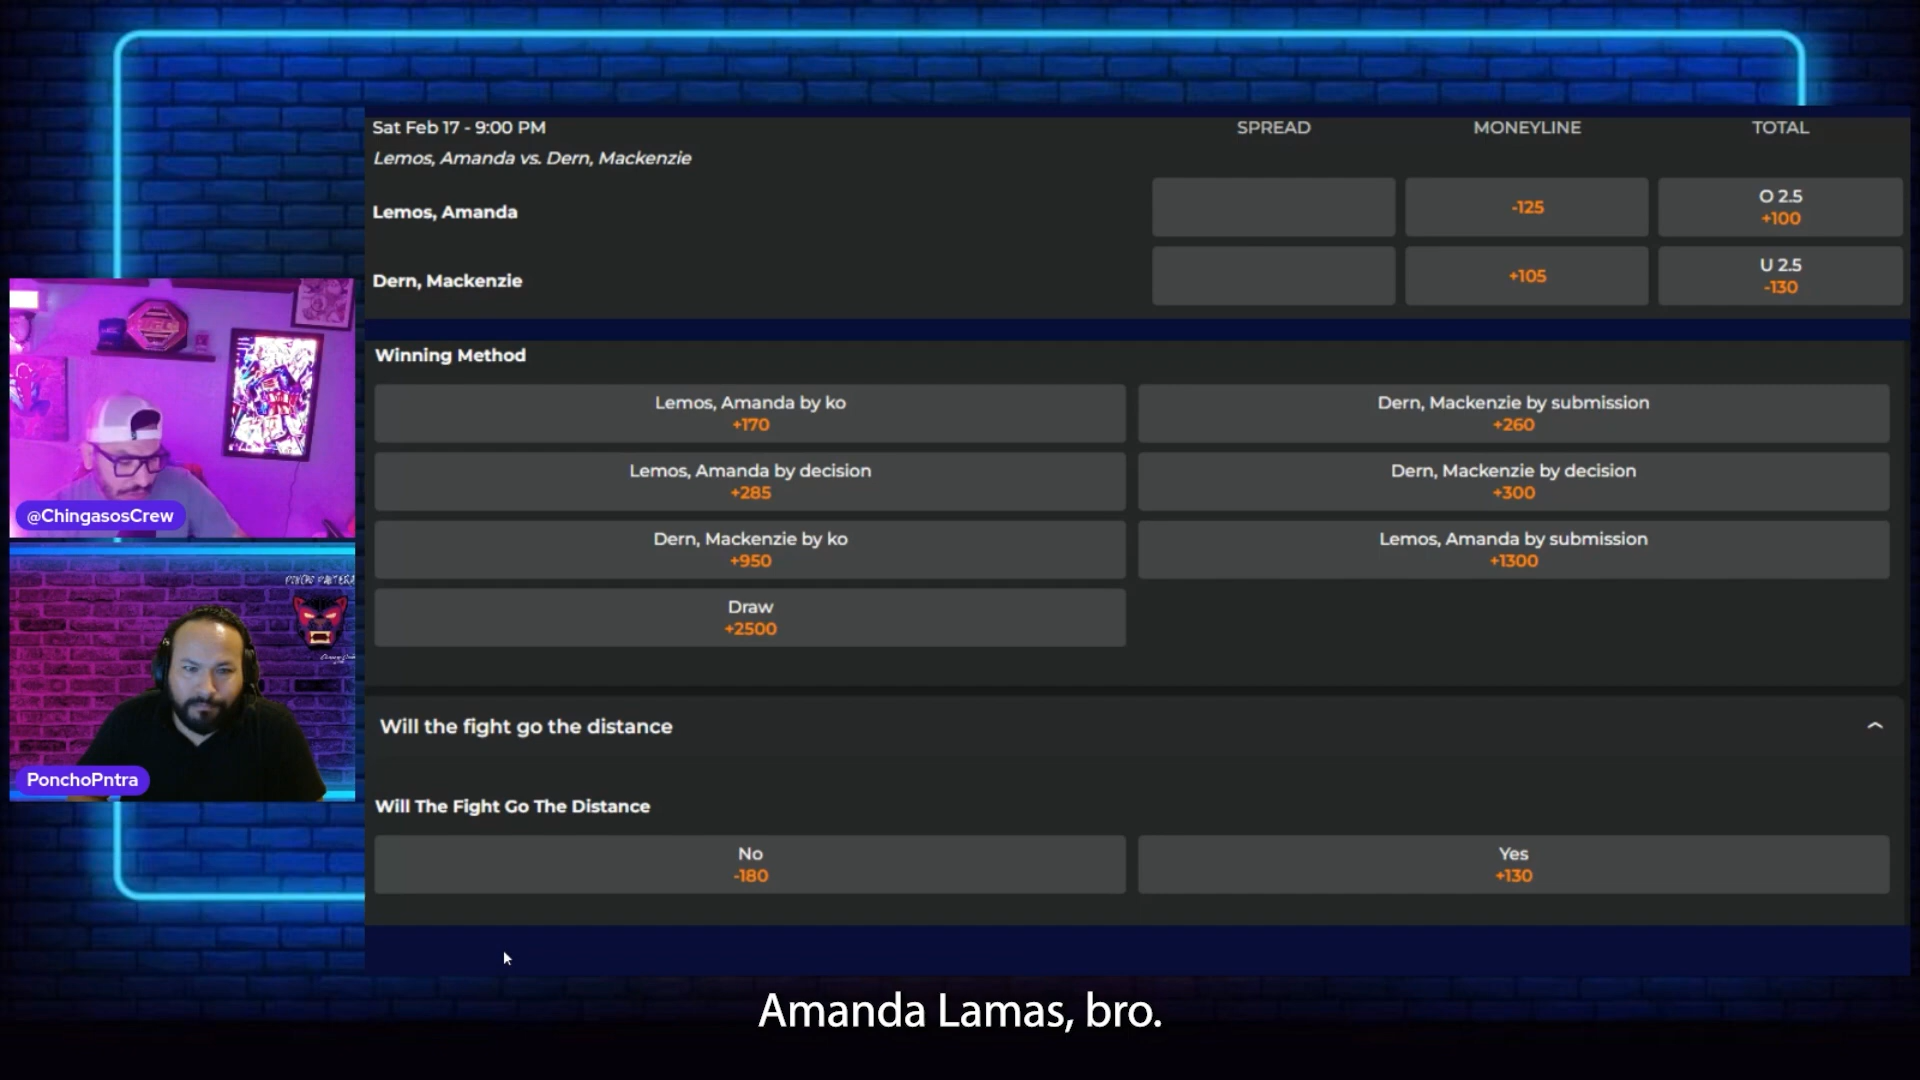 Sat Feb 17 - 9:00 PM
SPREAD
MONEYLINE
TOTAL
Lemos, Amanda vs. Dern, Mackenzie
Lemos, Amanda
-125
O 2.5
+100
Dern, Mackenzie
+105
U 2.5
-130
Winning Method
Lemos, Amanda by ko
+170
Dern, Mackenzie by submission
+260
Lemos, Amanda by decision
+285
Dern, Mackenzie by decision
+300
Dern, Mackenzie by ko
+950
Lemos, Amanda by submission
+1300
Draw
+2500
Will the fight go the distance
Will The Fight Go The Distance
No
-180
Yes
+130
@ChingasosCrew
PONCHO PANTERA
PonchoPntra
Amanda Lamas, bro.